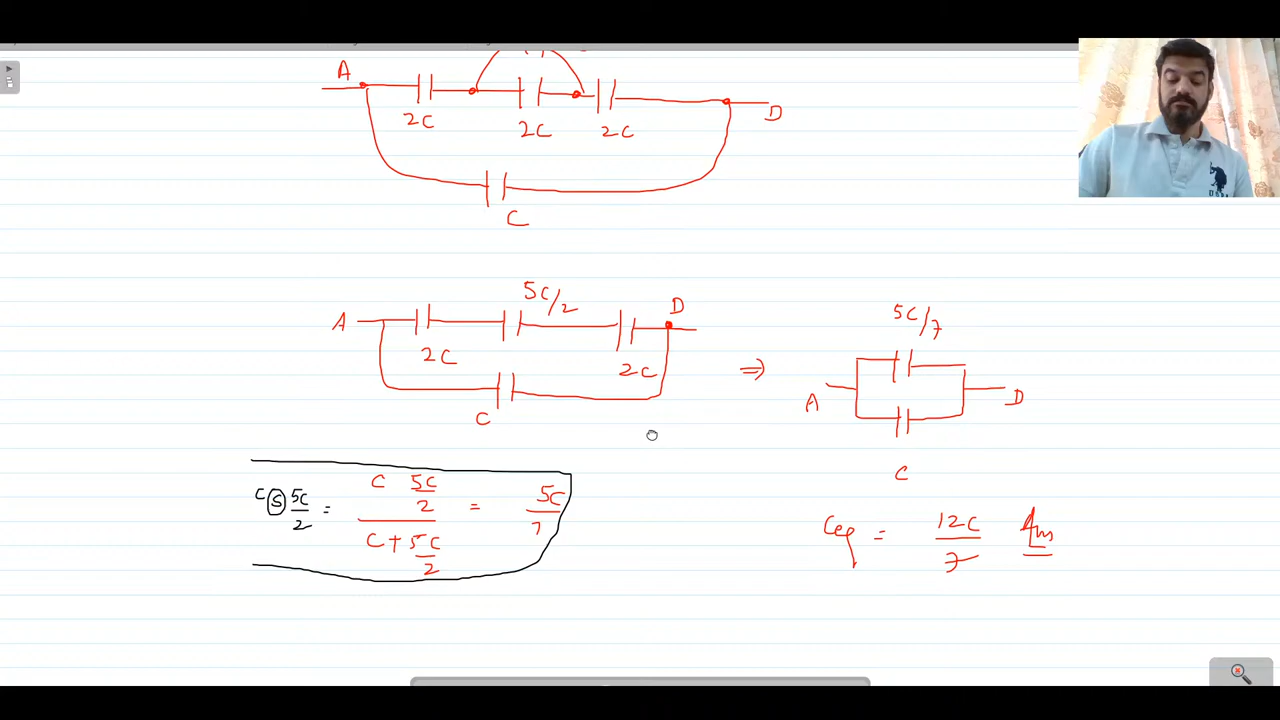 A
2C 2C 2C D
C
A 5C/2 D
2C 2C
C
⇒
5C/7
A D
C
C Ⓢ 5C/2 = C 5C/2 / C + 5C/2 = 5C/7
Ceq = 12C/7 Ans